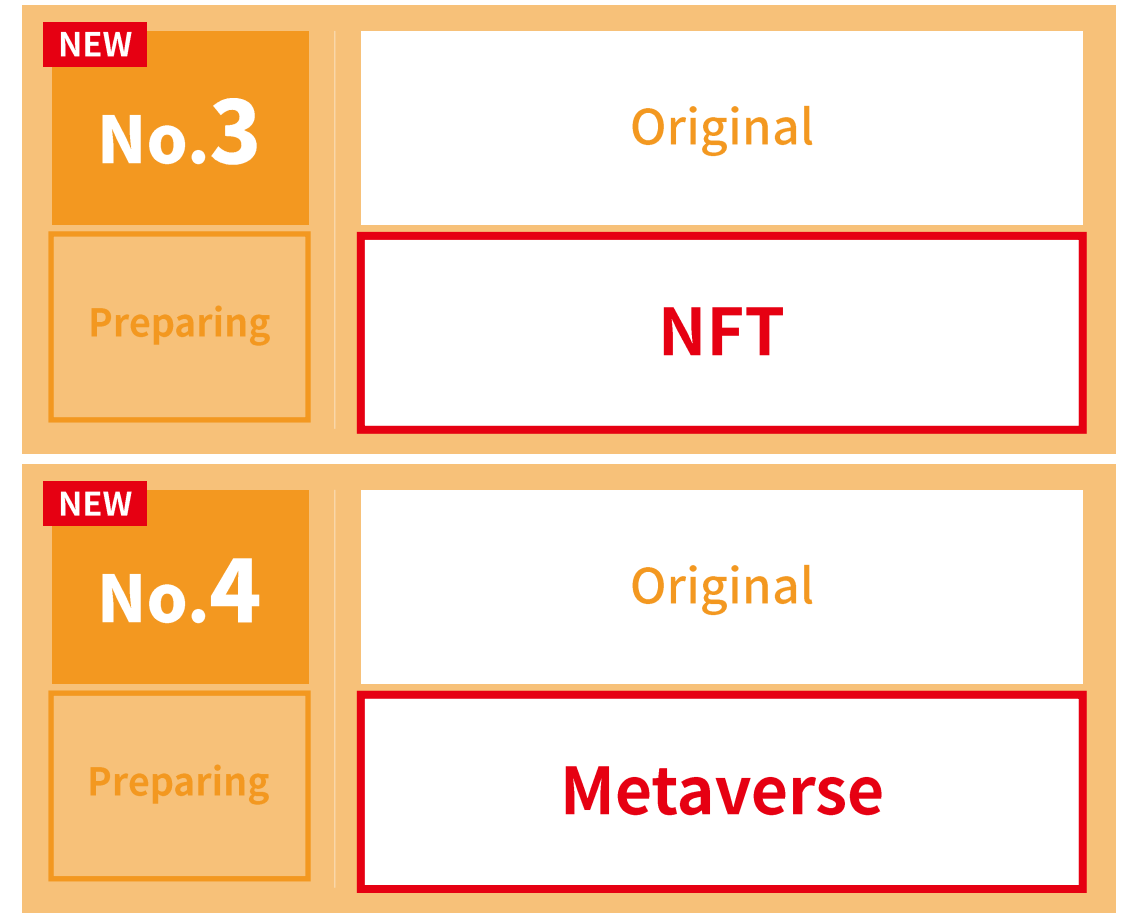 NEW
No.3
Original
Preparing
NFT
NEW
No.4
Original
Preparing
Metaverse